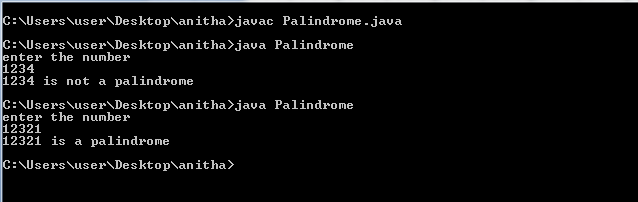 C:\Users\user\Desktop\anitha>javac Palindrome.java
C:\Users\user\Desktop\anitha>java Palindrome
enter the number
1234
1234 is not a palindrome
C:\Users\user\Desktop\anitha>java Palindrome
enter the number
12321
12321 is a palindrome
C:\Users\user\Desktop\anitha>